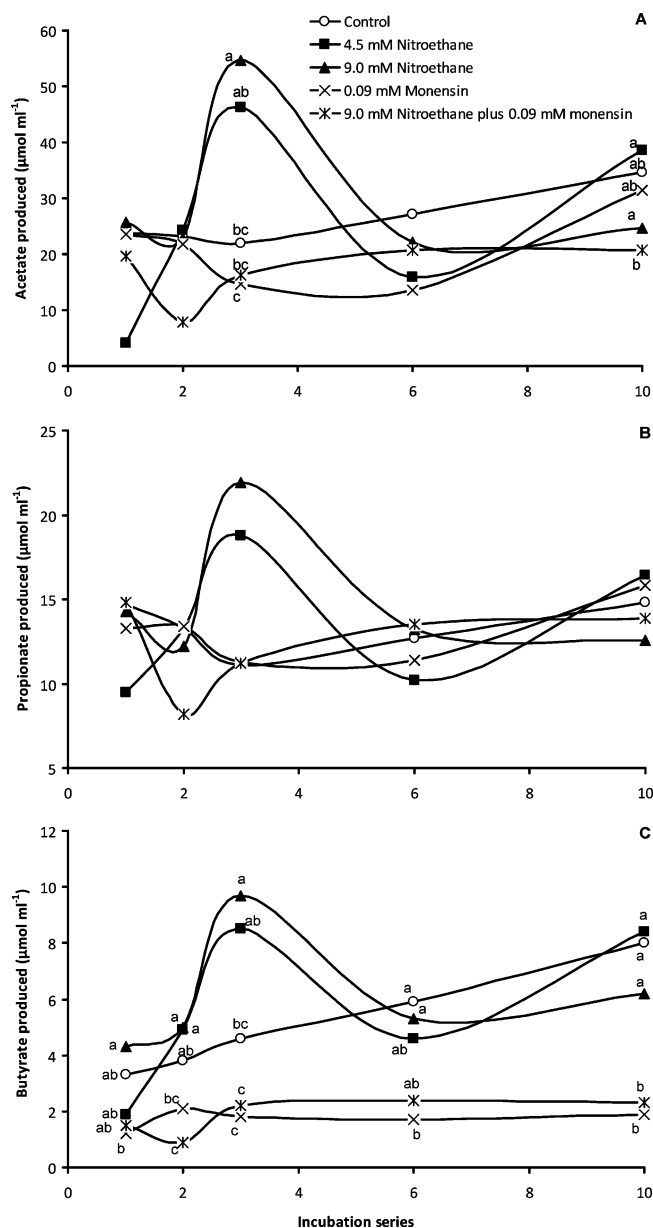 A
Control
4.5 mM Nitroethane
9.0 mM Nitroethane
0.09 mM Monensin
9.0 mM Nitroethane plus 0.09 mM monensin
Acetate produced (µmol ml⁻¹)
60
50
40
30
20
10
0
a
ab
bc
bc
c
a
ab
ab
a
b
0 2 4 6 8 10
B
Propionate produced (µmol ml⁻¹)
25
20
15
10
5
0 2 4 6 8 10
C
Butyrate produced (µmol ml⁻¹)
12
10
8
6
4
2
0
a
ab
ab
ab
b
a
a
ab
bc
c
a
ab
bc
c
c
a
a
ab
ab
b
a
a
a
b
b
0 2 4 6 8 10
Incubation series